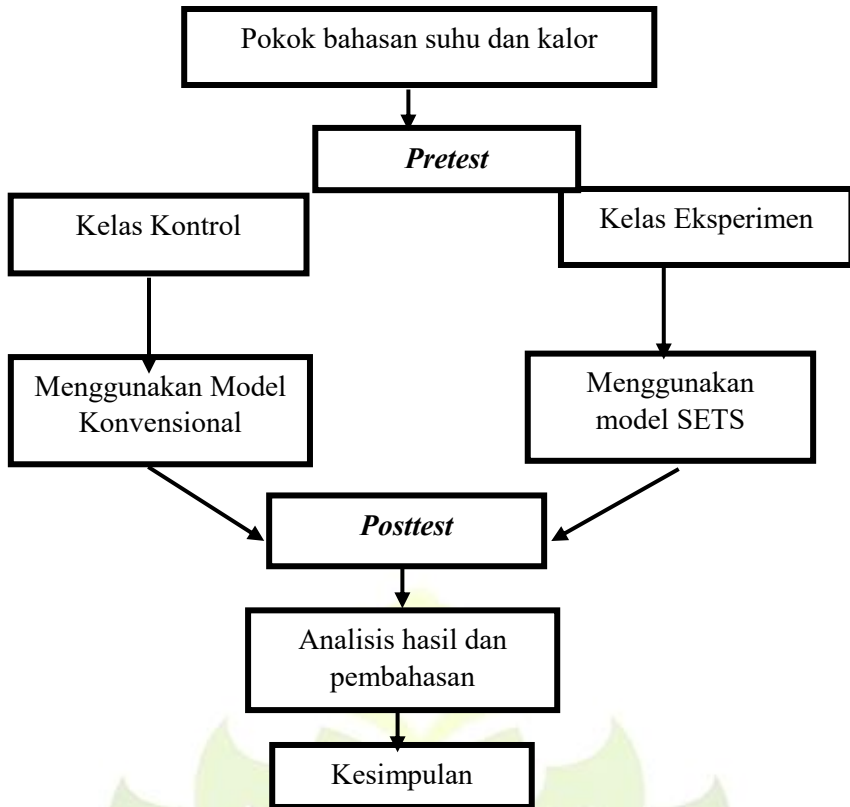 Pokok bahasan suhu dan kalor
Pretest
Kelas Kontrol
Kelas Eksperimen
Menggunakan Model
Konvensional
Menggunakan
model SETS
Posttest
Analisis hasil dan
pembahasan
Kesimpulan